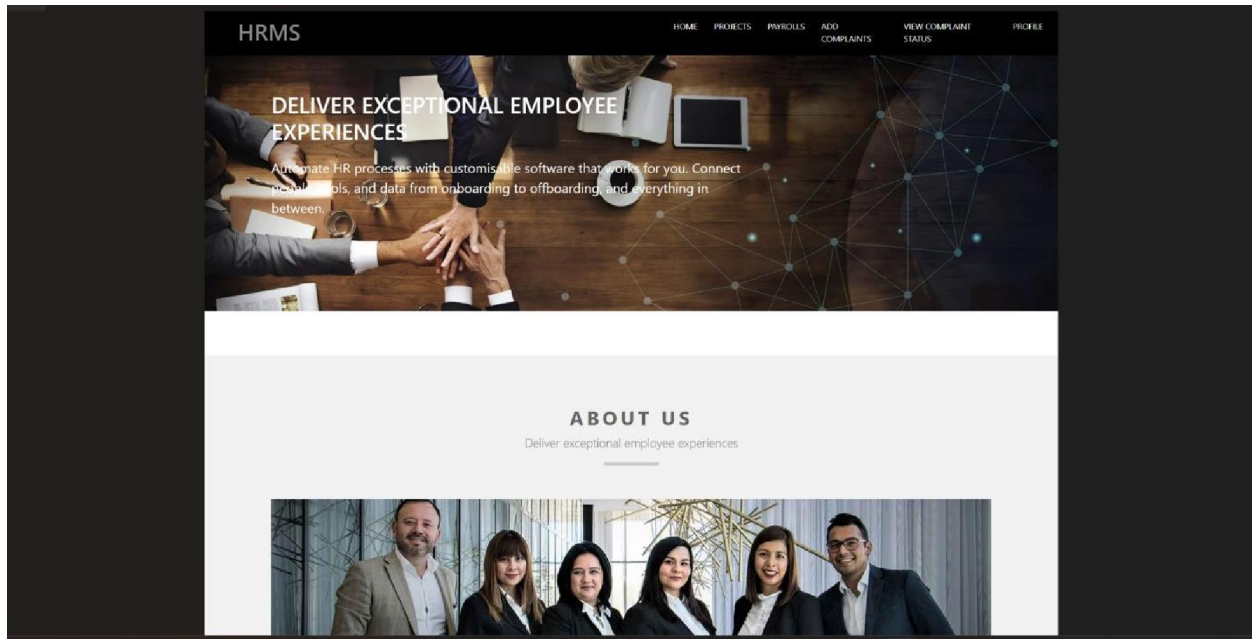 HRMS
HOME PROJECTS PAYROLLS ADD COMPLAINTS VIEW COMPLAINT STATUS PROFILE
DELIVER EXCEPTIONAL EMPLOYEE
EXPERIENCES
Automate HR processes with customisable software that works for you. Connect
people, tools, and data from onboarding to offboarding, and everything in
between.
ABOUT US
Deliver exceptional employee experiences